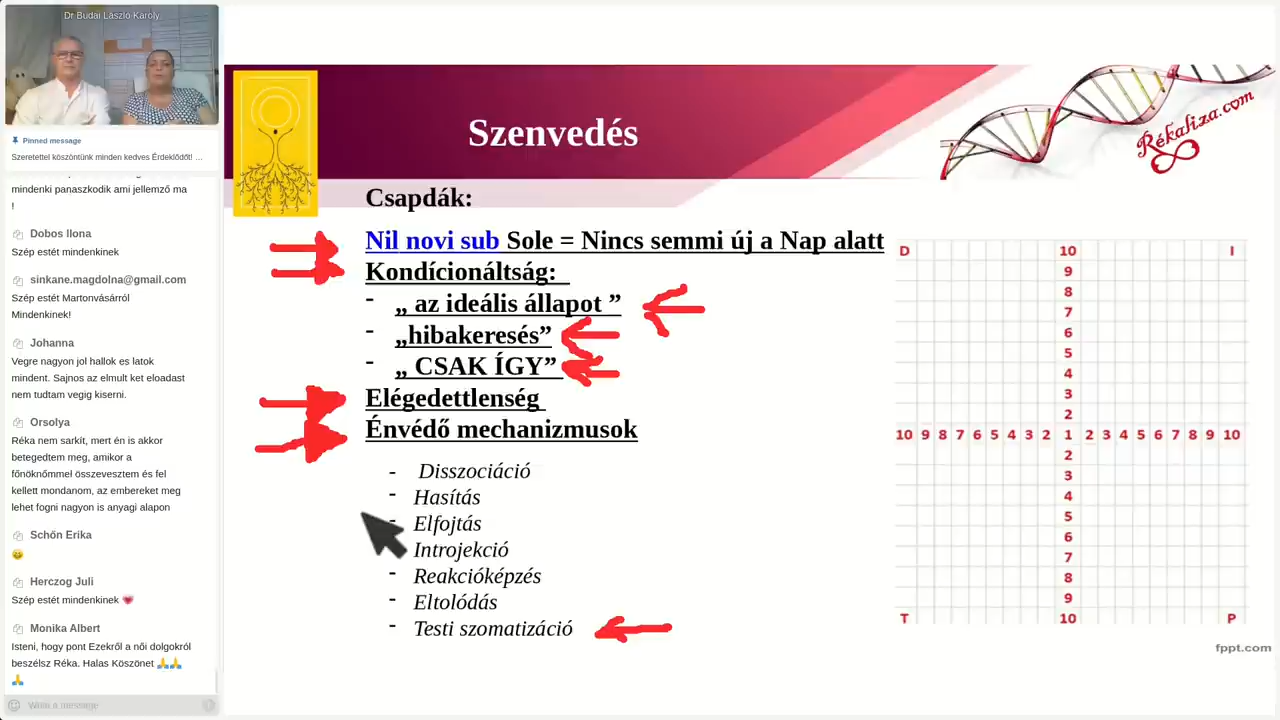 Dr Budai László Károly
Pinned message
Szeretettel köszöntünk minden kedves Érdeklődőt! ...
mindenki panaszkodik ami jellemző ma
!
Dobos Ilona
Szép estét mindenkinek
sinkane.magdolna@gmail.com
Szép estét Martonvásárról
Mindenkinek!
Johanna
Vegre nagyon jol hallok es latok
mindent. Sajnos az elmult ket eloadast
nem tudtam vegig kiserni.
Orsolya
Réka nem sarkít, mert én is akkor
betegedtem meg, amikor a
főnöknőmmel összevesztem és fel
kellett mondanom, az embereket meg
lehet fogni nagyon is anyagi alapon
Schőn Erika
😄
Herczog Juli
Szép estét mindenkinek 💗
Monika Albert
Isteni, hogy pont Ezekről a női dolgokról
beszélsz Réka. Halas Köszönet 🙏🙏
🙏
Write a message
Szenvedés
Rékaliza.com
Csapdák:
Nil novi sub Sole = Nincs semmi új a Nap alatt
Kondícionáltság:
- „ az ideális állapot ”
- „hibakeresés”
- „ CSAK ÍGY”
Elégedettlenség
Énvédő mechanizmusok
- Disszociáció
- Hasítás
- Elfojtás
Introjekció
- Reakcióképzés
- Eltolódás
- Testi szomatizáció
D 10 I
9
8
7
6
5
4
3
2
10 9 8 7 6 5 4 3 2 1 2 3 4 5 6 7 8 9 10
2
3
4
5
6
7
8
9
T 10 P
fppt.com